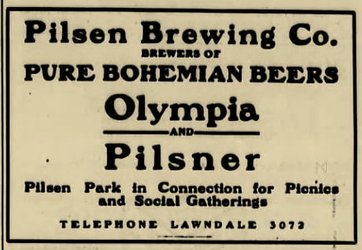 Pilsen Brewing Co.
BREWERS OF
PURE BOHEMIAN BEERS
Olympia
AND
Pilsner
Pilsen Park in Connection for Picnics
and Social Gatherings
TELEPHONE LAWNDALE 3072